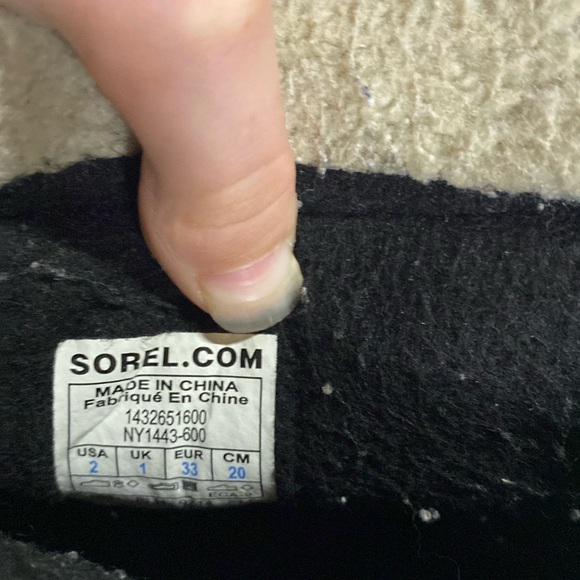 SOREL.COM
MADE IN CHINA
Fabriqué En Chine
1432651600
NY1443-600
USA UK EUR CM
2 1 33 20